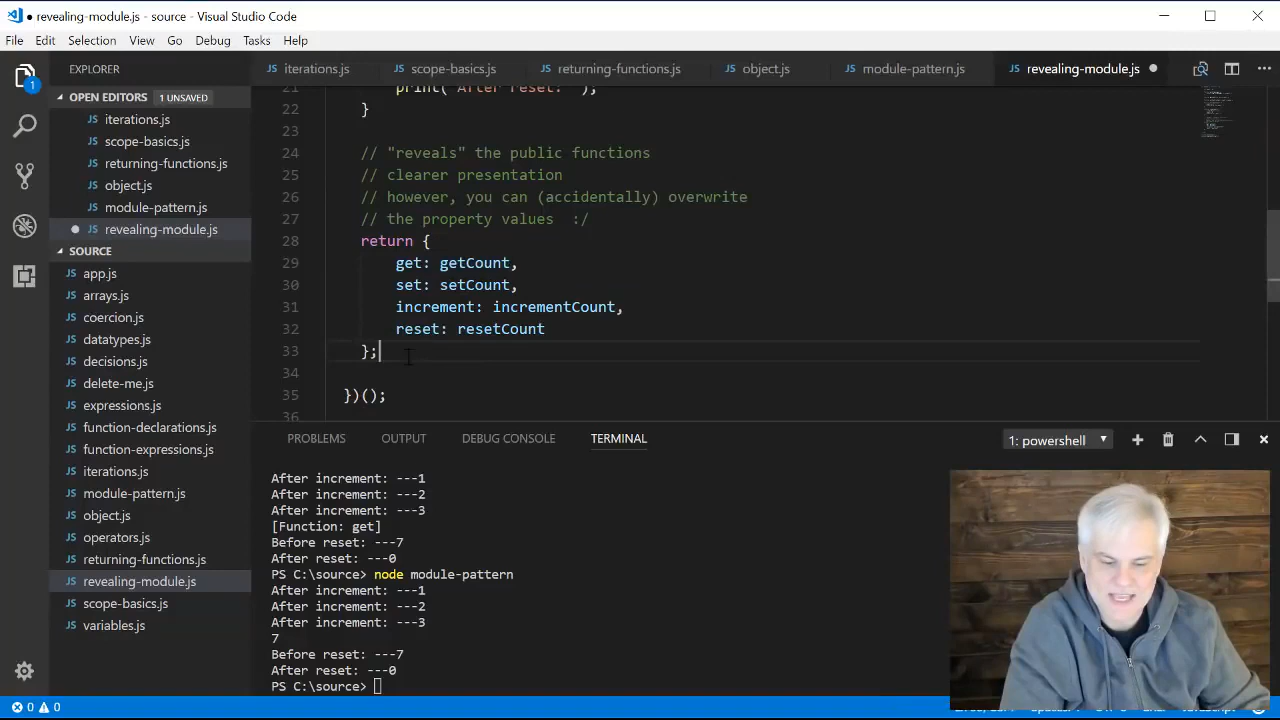 revealing-module.js - source - Visual Studio Code
File Edit Selection View Go Debug Tasks Help
EXPLORER
iterations.js scope-basics.js returning-functions.js object.js module-pattern.js revealing-module.js
OPEN EDITORS 1 UNSAVED
iterations.js
scope-basics.js
returning-functions.js
object.js
module-pattern.js
revealing-module.js
SOURCE
app.js
arrays.js
coercion.js
datatypes.js
decisions.js
delete-me.js
expressions.js
function-declarations.js
function-expressions.js
iterations.js
module-pattern.js
object.js
operators.js
returning-functions.js
revealing-module.js
scope-basics.js
variables.js
1
21 print('After reset: ');
22 }
23
24 // "reveals" the public functions
25 // clearer presentation
26 // however, you can (accidentally) overwrite
27 // the property values :/
28 return {
29 get: getCount,
30 set: setCount,
31 increment: incrementCount,
32 reset: resetCount
33 };
34
35 })();
36
PROBLEMS OUTPUT DEBUG CONSOLE TERMINAL 1: powershell
After increment: ---1
After increment: ---2
After increment: ---3
[Function: get]
Before reset: ---7
After reset: ---0
PS C:\source> node module-pattern
After increment: ---1
After increment: ---2
After increment: ---3
7
Before reset: ---7
After reset: ---0
PS C:\source>
0 0